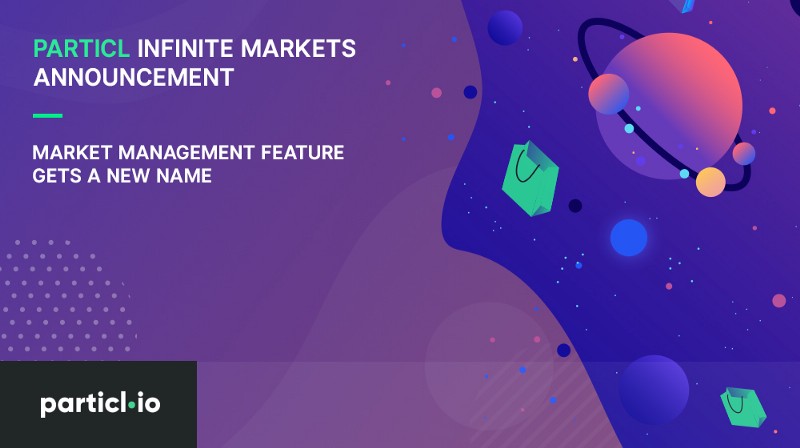 PARTICL INFINITE MARKETS
ANNOUNCEMENT
MARKET MANAGEMENT FEATURE
GETS A NEW NAME
particl.io